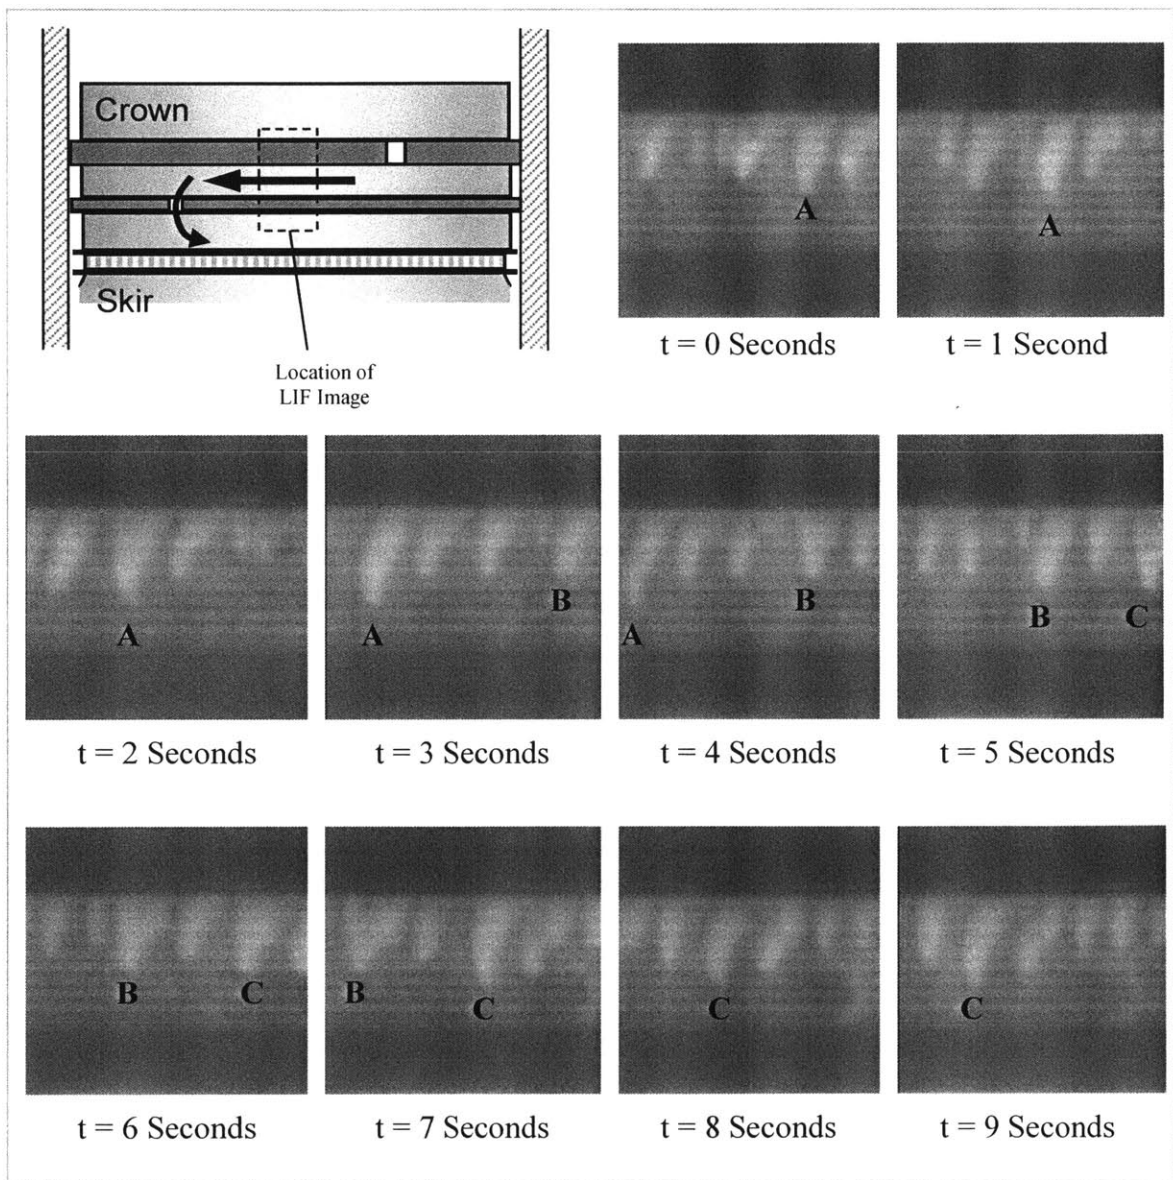 Crown
Skir
Location of
LIF Image
A
t = 0 Seconds
A
t = 1 Second
A
t = 2 Seconds
A
B
t = 3 Seconds
A
B
t = 4 Seconds
B
C
t = 5 Seconds
B
C
t = 6 Seconds
B
C
t = 7 Seconds
C
t = 8 Seconds
C
t = 9 Seconds